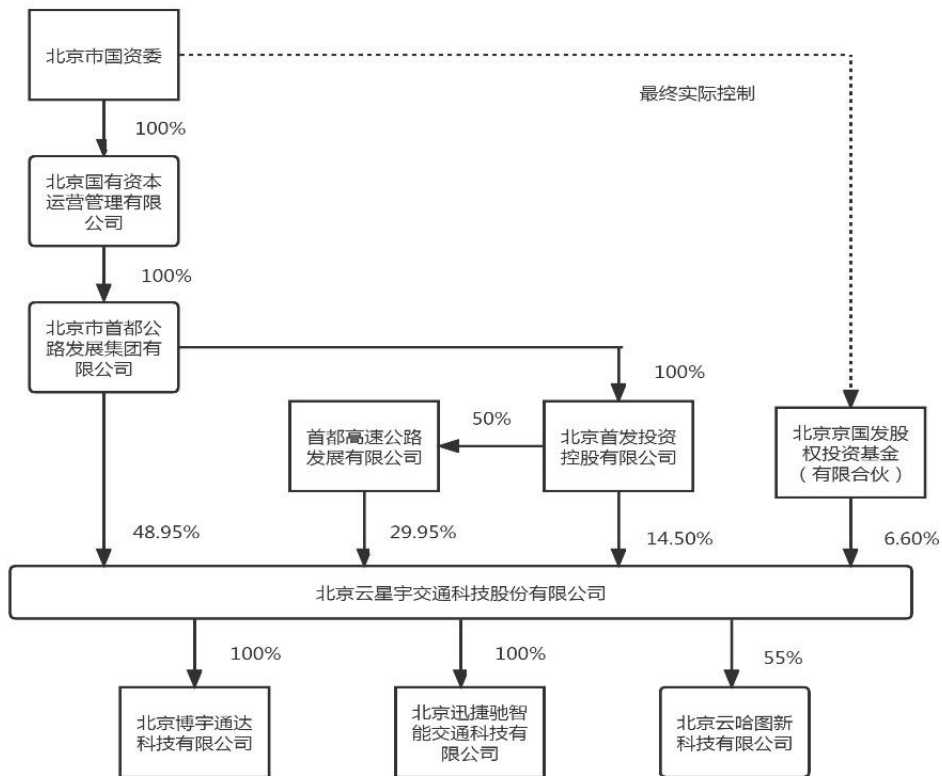 北京市国资委
最终实际控制
100%
北京国有资本
运营管理有限
公司
100%
北京市首都公
路发展集团有
限公司
100%
50%
首都高速公路
发展有限公司
北京首发投资
控股有限公司
北京京国发股
权投资基金
（有限合伙）
48.95%
29.95%
14.50%
6.60%
北京云星宇交通科技股份有限公司
100%
100%
55%
北京博宇通达
科技有限公司
北京迅捷驰智
能交通科技有
限公司
北京云哈图新
科技有限公司